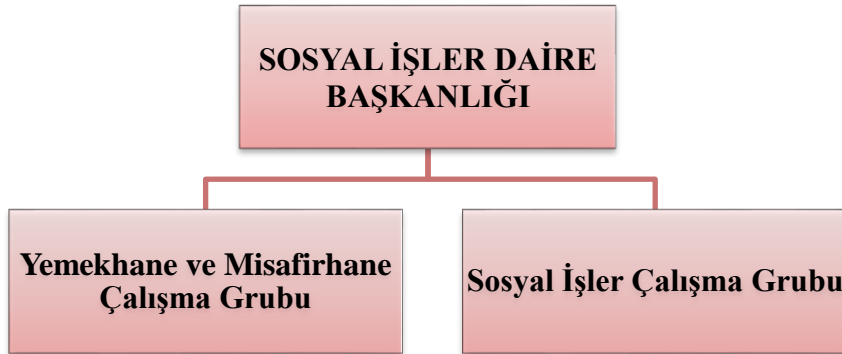 SOSYAL İŞLER DAİRE
BAŞKANLIĞI
Yemekhane ve Misafirhane
Çalışma Grubu
Sosyal İşler Çalışma Grubu